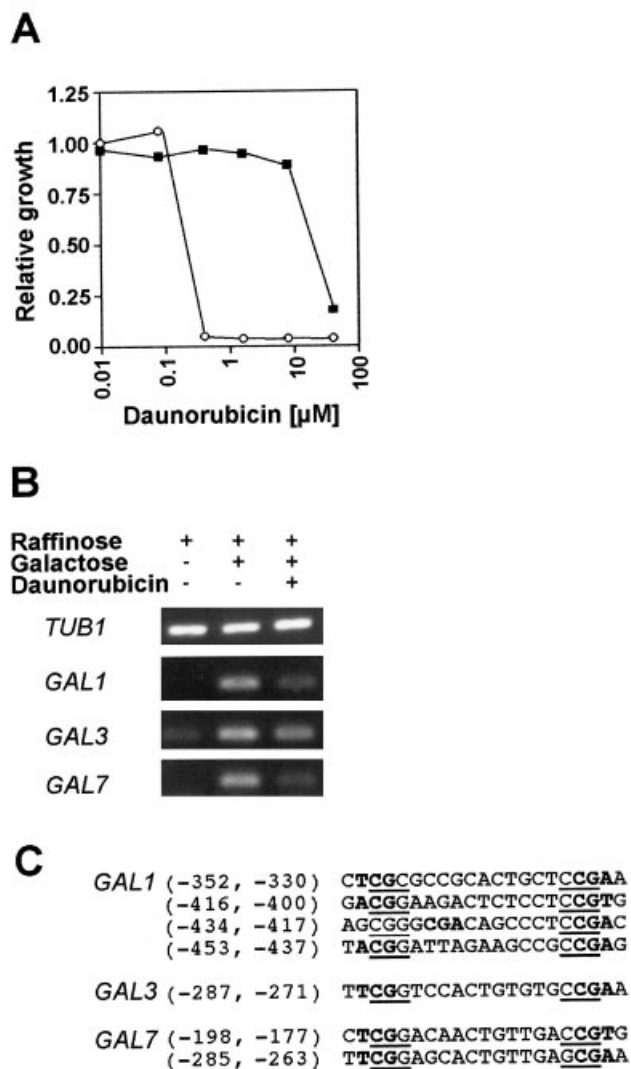 A
1.25
1.00
0.75
0.50
0.25
0.00
Relative growth
0.01
0.1
1
10
100
Daunorubicin [µM]
B
Raffinose + + +
Galactose - + +
Daunorubicin - - +
TUB1
GAL1
GAL3
GAL7
C
GAL1 (-352, -330) CTCGCGCCGCACTGCTCCCGAA
(-416, -400) GACGGAAGACTCTCCTCCGTG
(-434, -417) AGCGGGCGACAGCCCTCCGAC
(-453, -437) TACGGATTAGAAGCCGCCGAG
GAL3 (-287, -271) TTCGGTCCACTGTGTGCCGAA
GAL7 (-198, -177) CTCGGACAACTGTTGACCGTG
(-285, -263) TTCGGAGCACTGTTGAGCGAA